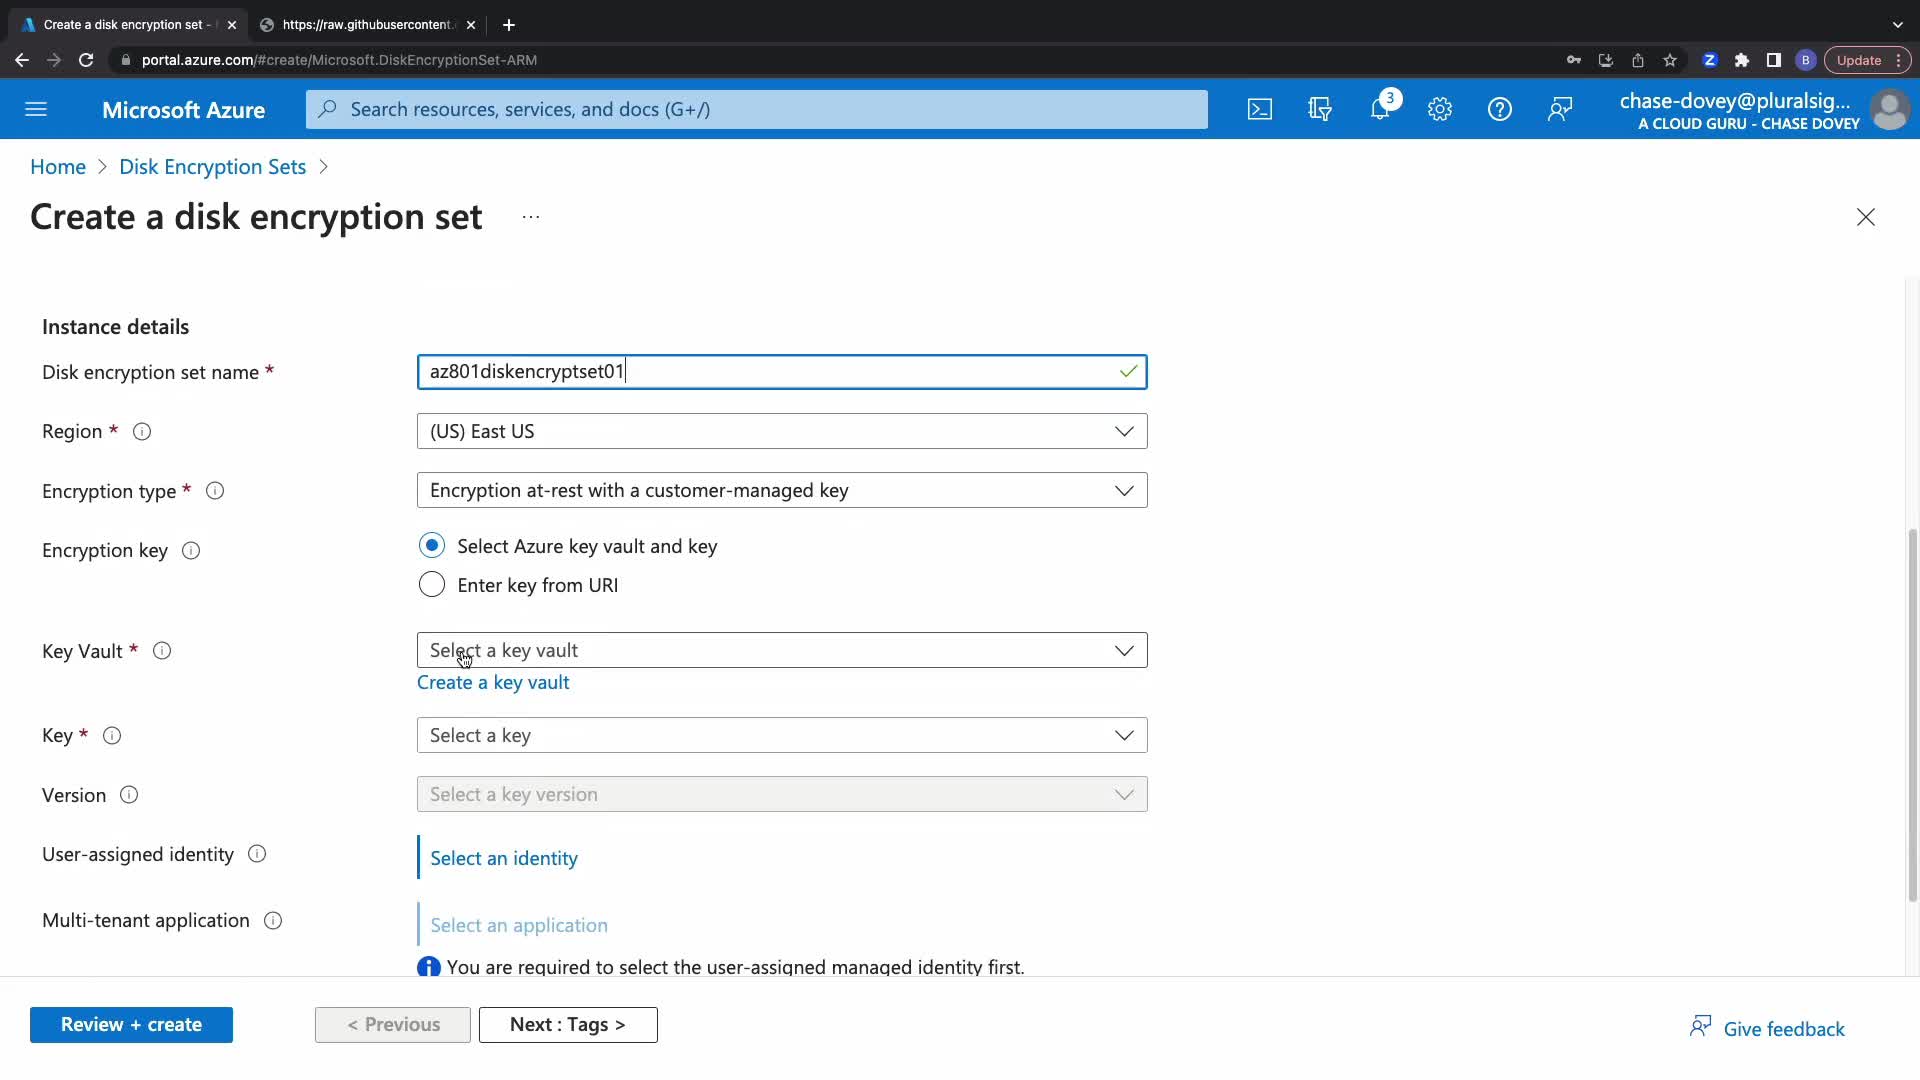 Create a disk encryption set -
https://raw.githubusercontent.
portal.azure.com/#create/Microsoft.DiskEncryptionSet-ARM
Z
B
Update
Microsoft Azure
Search resources, services, and docs (G+/)
3
chase-dovey@pluralsig...
A CLOUD GURU - CHASE DOVEY
Home > Disk Encryption Sets >
Create a disk encryption set ...
Instance details
Disk encryption set name *
az801diskencryptset01
Region *
(US) East US
Encryption type *
Encryption at-rest with a customer-managed key
Encryption key
Select Azure key vault and key
Enter key from URI
Key Vault *
Select a key vault
Create a key vault
Key *
Select a key
Version
Select a key version
User-assigned identity
Select an identity
Multi-tenant application
Select an application
You are required to select the user-assigned managed identity first.
Review + create
< Previous
Next : Tags >
Give feedback